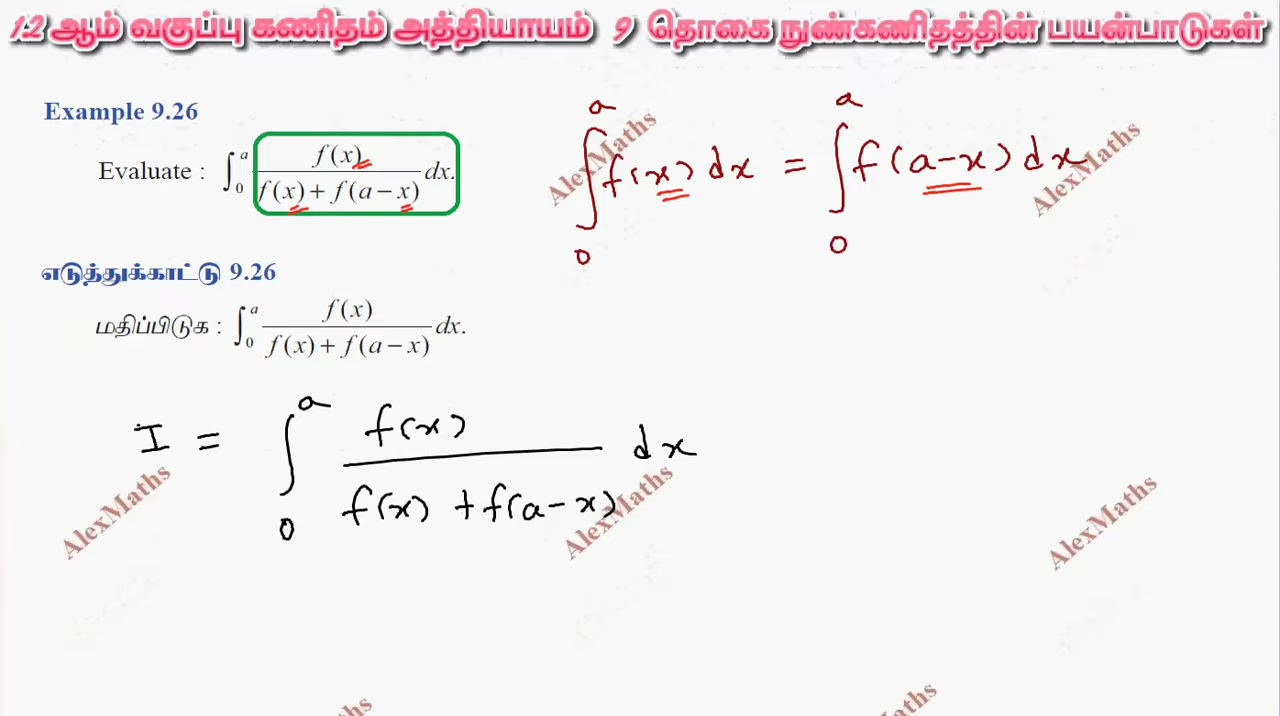 12 ஆம் வகுப்பு கணிதம் அத்தியாயம் 9 தொகை நுண்கணிதத்தின் பயன்பாடுகள்
Example 9.26
Evaluate : ∫₀ᵃ f(x) / (f(x) + f(a − x)) dx.
∫₀ᵃ f(x) dx = ∫₀ᵃ f(a−x) dx
எடுத்துக்காட்டு 9.26
மதிப்பிடுக : ∫₀ᵃ f(x) / (f(x) + f(a − x)) dx.
I = ∫₀ᵃ f(x) / (f(x) + f(a−x)) dx
AlexMaths
AlexMaths
AlexMaths
AlexMaths
AlexMaths
AlexMaths
AlexMaths